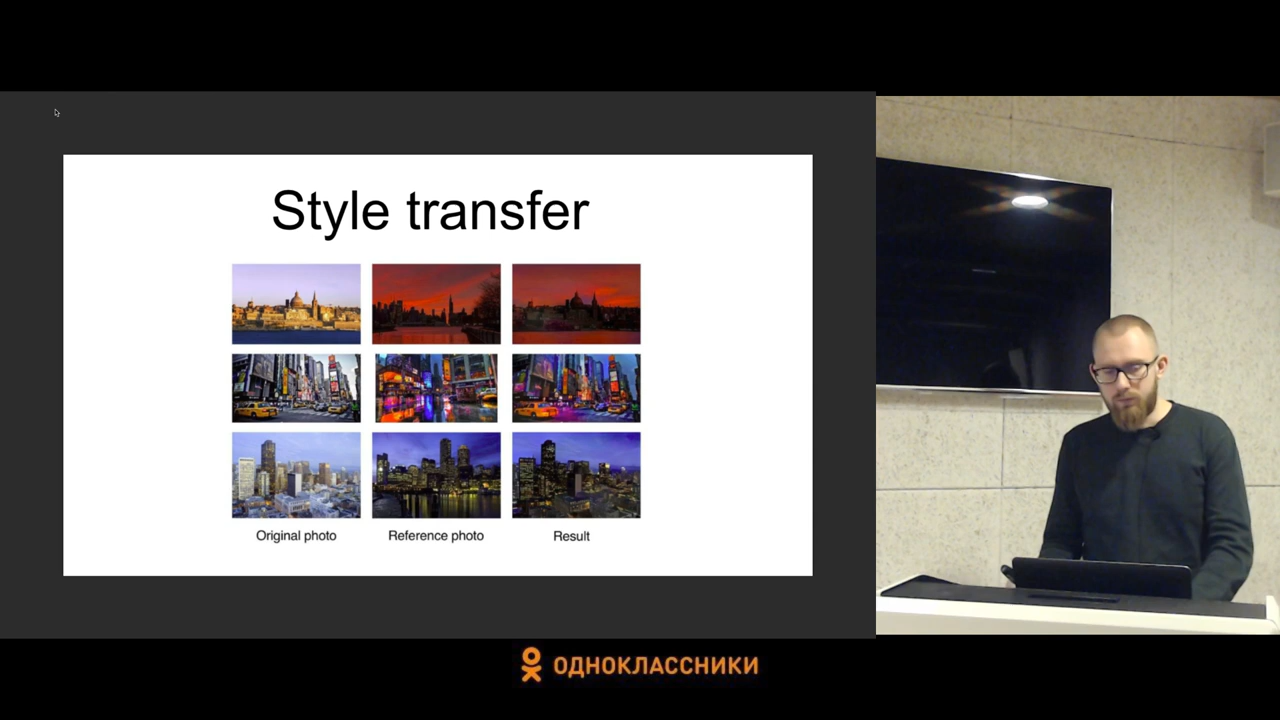 Style transfer
Original photo
Reference photo
Result
ОДНОКЛАССНИКИ